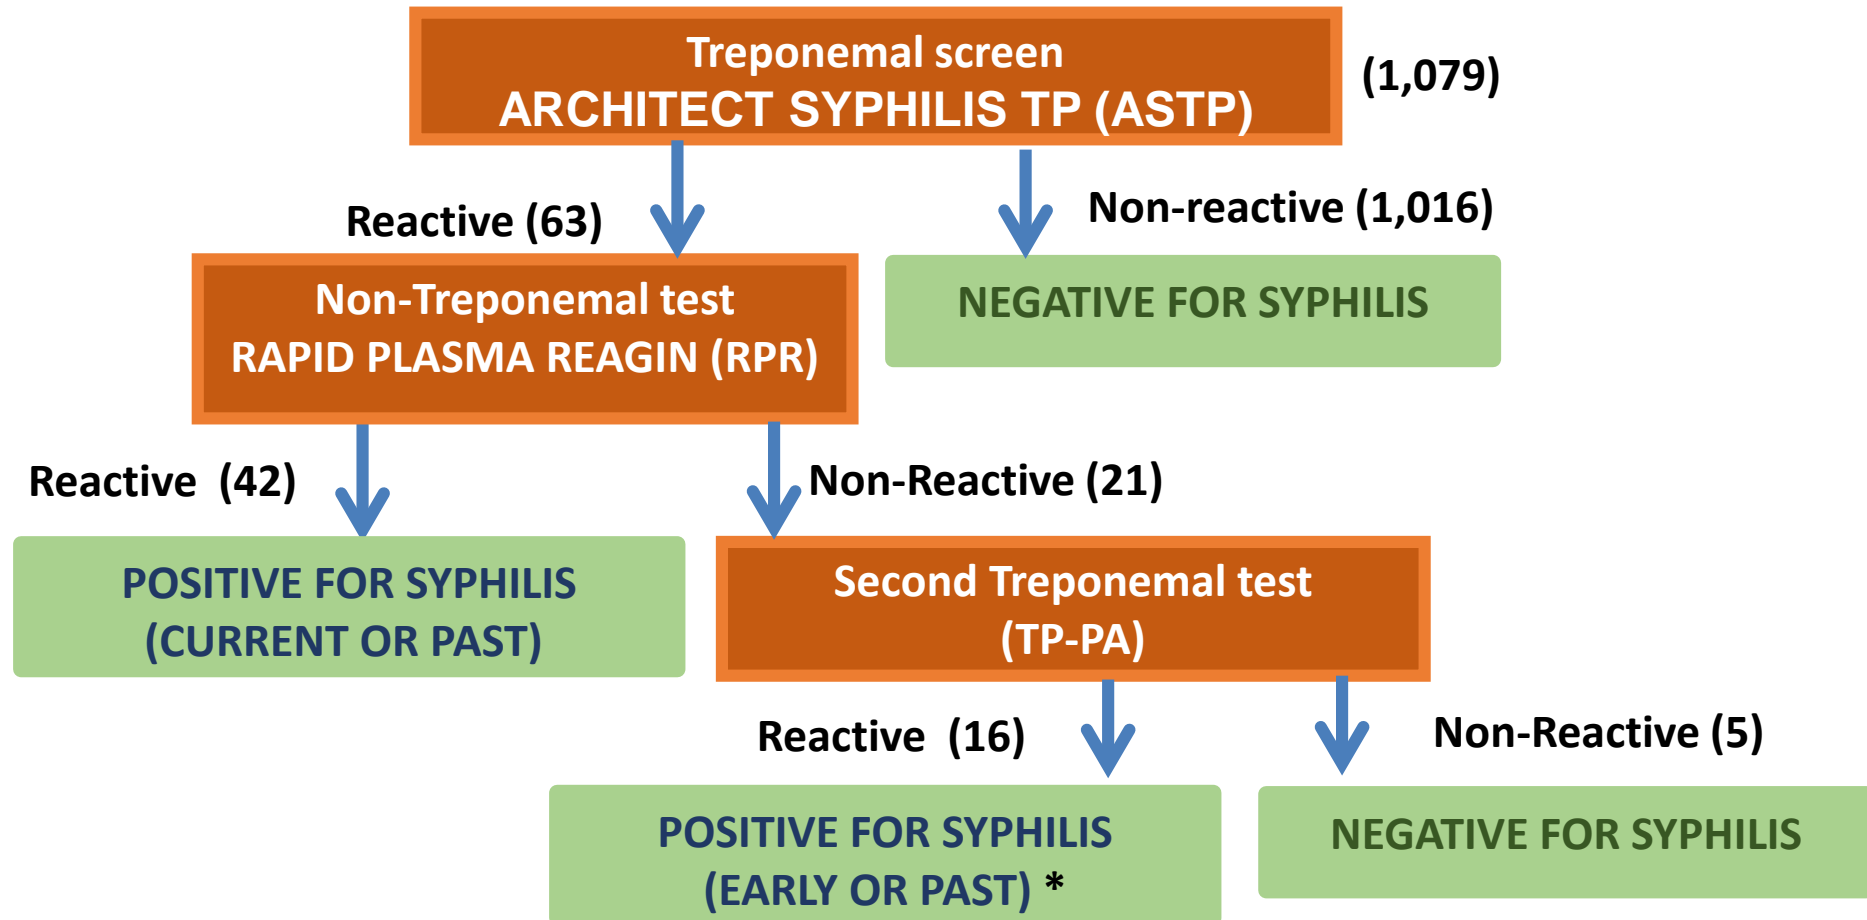 Treponemal screen
ARCHITECT SYPHILIS TP (ASTP)
(1,079)
Reactive (63)
Non-reactive (1,016)
Non-Treponemal test
RAPID PLASMA REAGIN (RPR)
NEGATIVE FOR SYPHILIS
Reactive (42)
Non-Reactive (21)
POSITIVE FOR SYPHILIS
(CURRENT OR PAST)
Second Treponemal test
(TP-PA)
Reactive (16)
Non-Reactive (5)
POSITIVE FOR SYPHILIS
(EARLY OR PAST) *
NEGATIVE FOR SYPHILIS